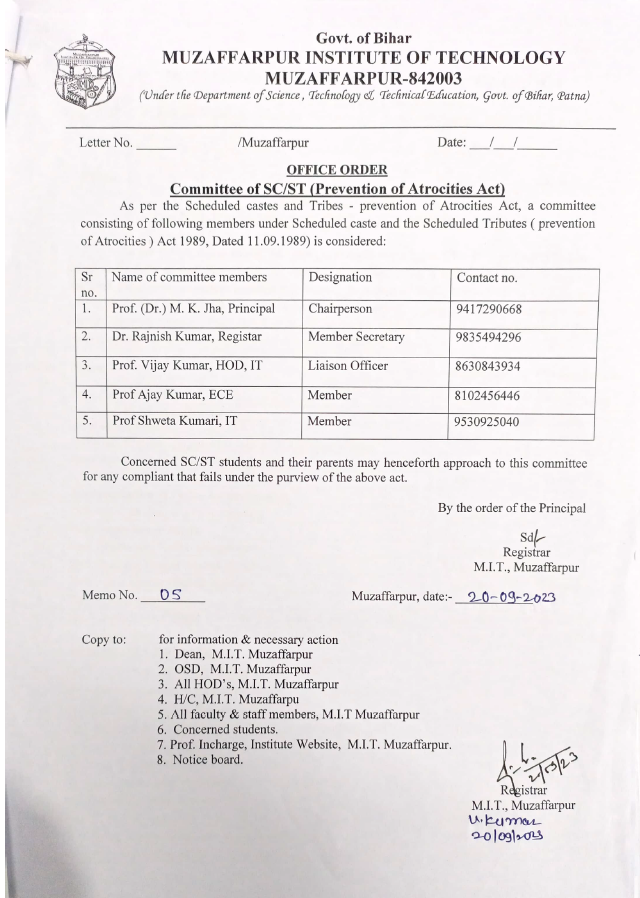 Govt. of Bihar
MUZAFFARPUR INSTITUTE OF TECHNOLOGY
MUZAFFARPUR-842003
(Under the Department of Science, Technology & Technical Education, Govt. of Bihar, Patna)
Letter No. ______ /Muzaffarpur Date: ___/___/______
OFFICE ORDER
Committee of SC/ST (Prevention of Atrocities Act)
As per the Scheduled castes and Tribes - prevention of Atrocities Act, a committee
consisting of following members under Scheduled caste and the Scheduled Tributes ( prevention
of Atrocities ) Act 1989, Dated 11.09.1989) is considered:
Sr no. Name of committee members Designation Contact no.
1. Prof. (Dr.) M. K. Jha, Principal Chairperson 9417290668
2. Dr. Rajnish Kumar, Registar Member Secretary 9835494296
3. Prof. Vijay Kumar, HOD, IT Liaison Officer 8630843934
4. Prof Ajay Kumar, ECE Member 8102456446
5. Prof Shweta Kumari, IT Member 9530925040
Concerned SC/ST students and their parents may henceforth approach to this committee
for any compliant that fails under the purview of the above act.
By the order of the Principal
Sd/-
Registrar
M.I.T., Muzaffarpur
Memo No. 05 Muzaffarpur, date:- 20-09-2023
Copy to: for information & necessary action
1. Dean, M.I.T. Muzaffarpur
2. OSD, M.I.T. Muzaffarpur
3. All HOD's, M.I.T. Muzaffarpur
4. H/C, M.I.T. Muzaffarpu
5. All faculty & staff members, M.I.T Muzaffarpur
6. Concerned students.
7. Prof. Incharge, Institute Website, M.I.T. Muzaffarpur.
8. Notice board.
Registrar
M.I.T., Muzaffarpur
U.Kumar
20/09/2023